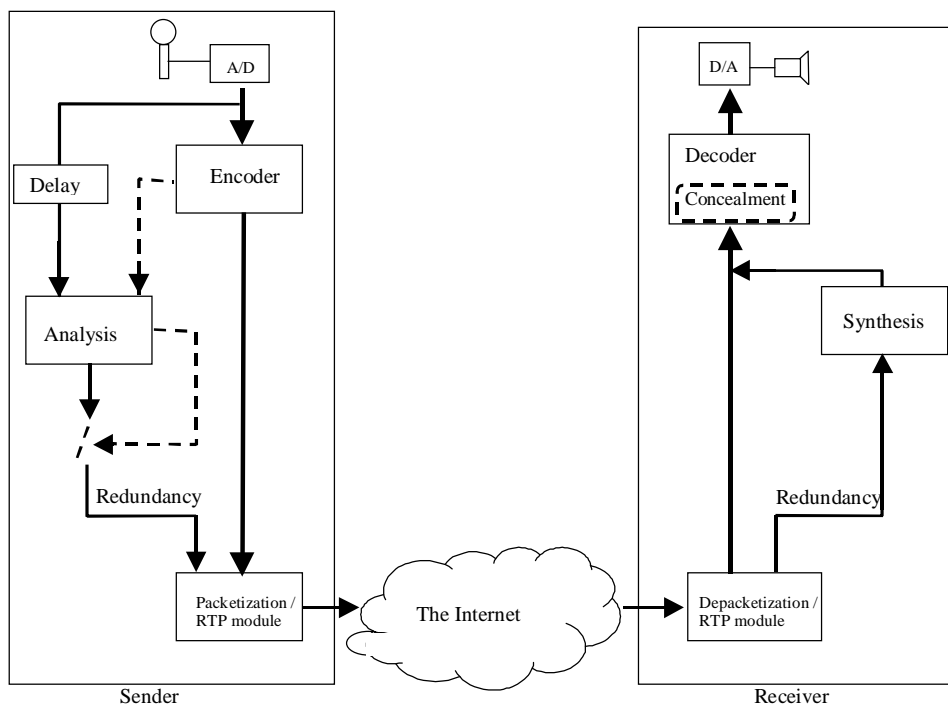 A/D
Delay
Encoder
Analysis
Redundancy
Packetization /
RTP module
Sender
The Internet
D/A
Decoder
Concealment
Synthesis
Redundancy
Depacketization /
RTP module
Receiver